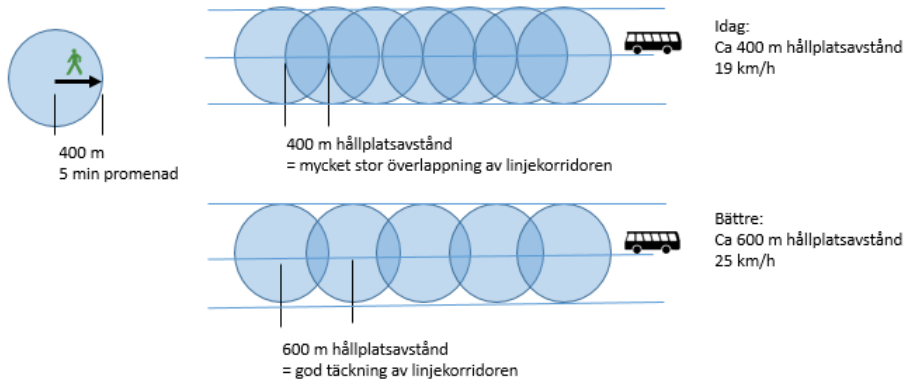 400 m
5 min promenad
400 m hållplatsavstånd
= mycket stor överlappning av linjekorridoren
Idag:
Ca 400 m hållplatsavstånd
19 km/h
600 m hållplatsavstånd
= god täckning av linjekorridoren
Bättre:
Ca 600 m hållplatsavstånd
25 km/h